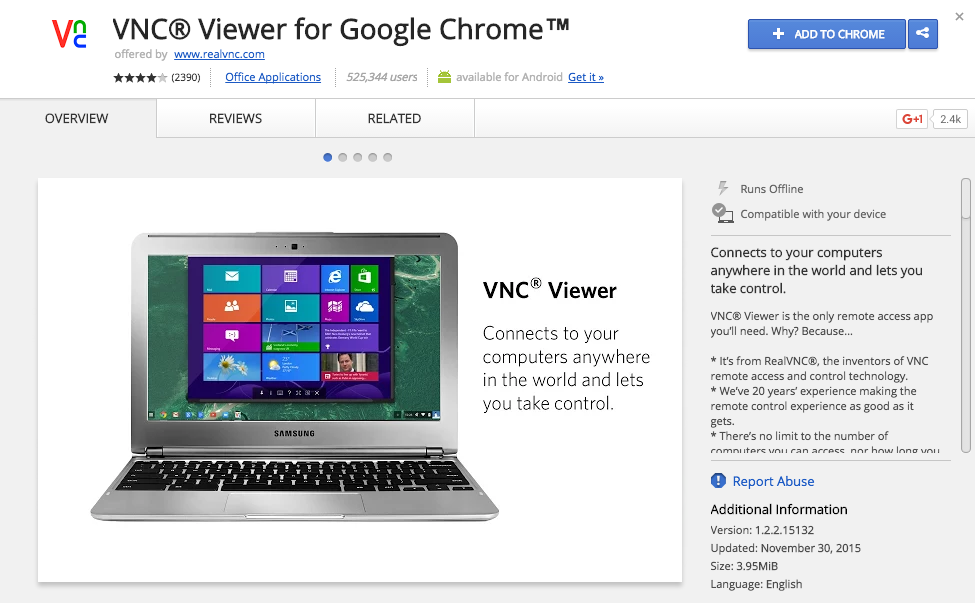 VNC
VNC® Viewer for Google Chrome™
offered by www.realvnc.com
(2390) Office Applications 525,344 users available for Android Get it »
+ ADD TO CHROME
OVERVIEW
REVIEWS
RELATED
G+1 2.4k
SAMSUNG
VNC® Viewer
Connects to your
computers anywhere
in the world and lets
you take control.
Runs Offline
Compatible with your device
Connects to your computers
anywhere in the world and lets you
take control.
VNC® Viewer is the only remote access app
you'll need. Why? Because...
* It's from RealVNC®, the inventors of VNC
remote access and control technology.
* We've 20 years' experience making the
remote control experience as good as it
gets.
* There's no limit to the number of
computers you can access, nor how long you
Report Abuse
Additional Information
Version: 1.2.2.15132
Updated: November 30, 2015
Size: 3.95MiB
Language: English